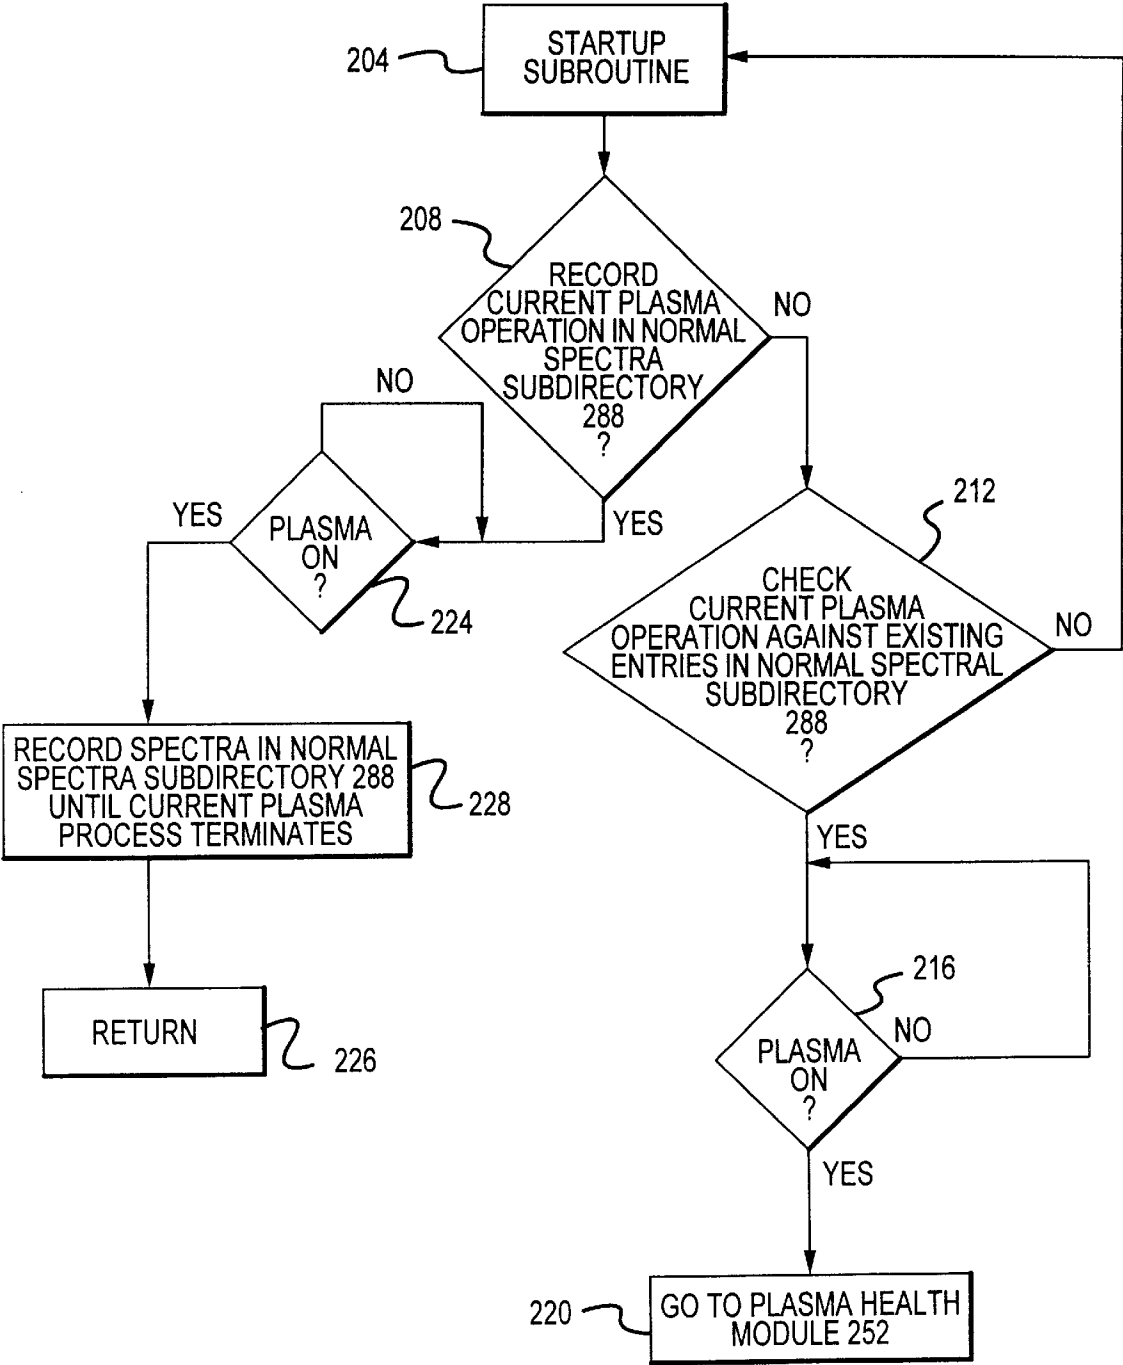 204
STARTUP
SUBROUTINE
208
RECORD
CURRENT PLASMA
OPERATION IN NORMAL
SPECTRA
SUBDIRECTORY
288
?
NO
YES
NO
YES
PLASMA
ON
?
224
212
CHECK
CURRENT PLASMA
OPERATION AGAINST EXISTING
ENTRIES IN NORMAL SPECTRAL
SUBDIRECTORY
288
?
NO
YES
RECORD SPECTRA IN NORMAL
SPECTRA SUBDIRECTORY 288
UNTIL CURRENT PLASMA
PROCESS TERMINATES
228
RETURN
226
216
PLASMA
ON
?
NO
YES
220
GO TO PLASMA HEALTH
MODULE 252